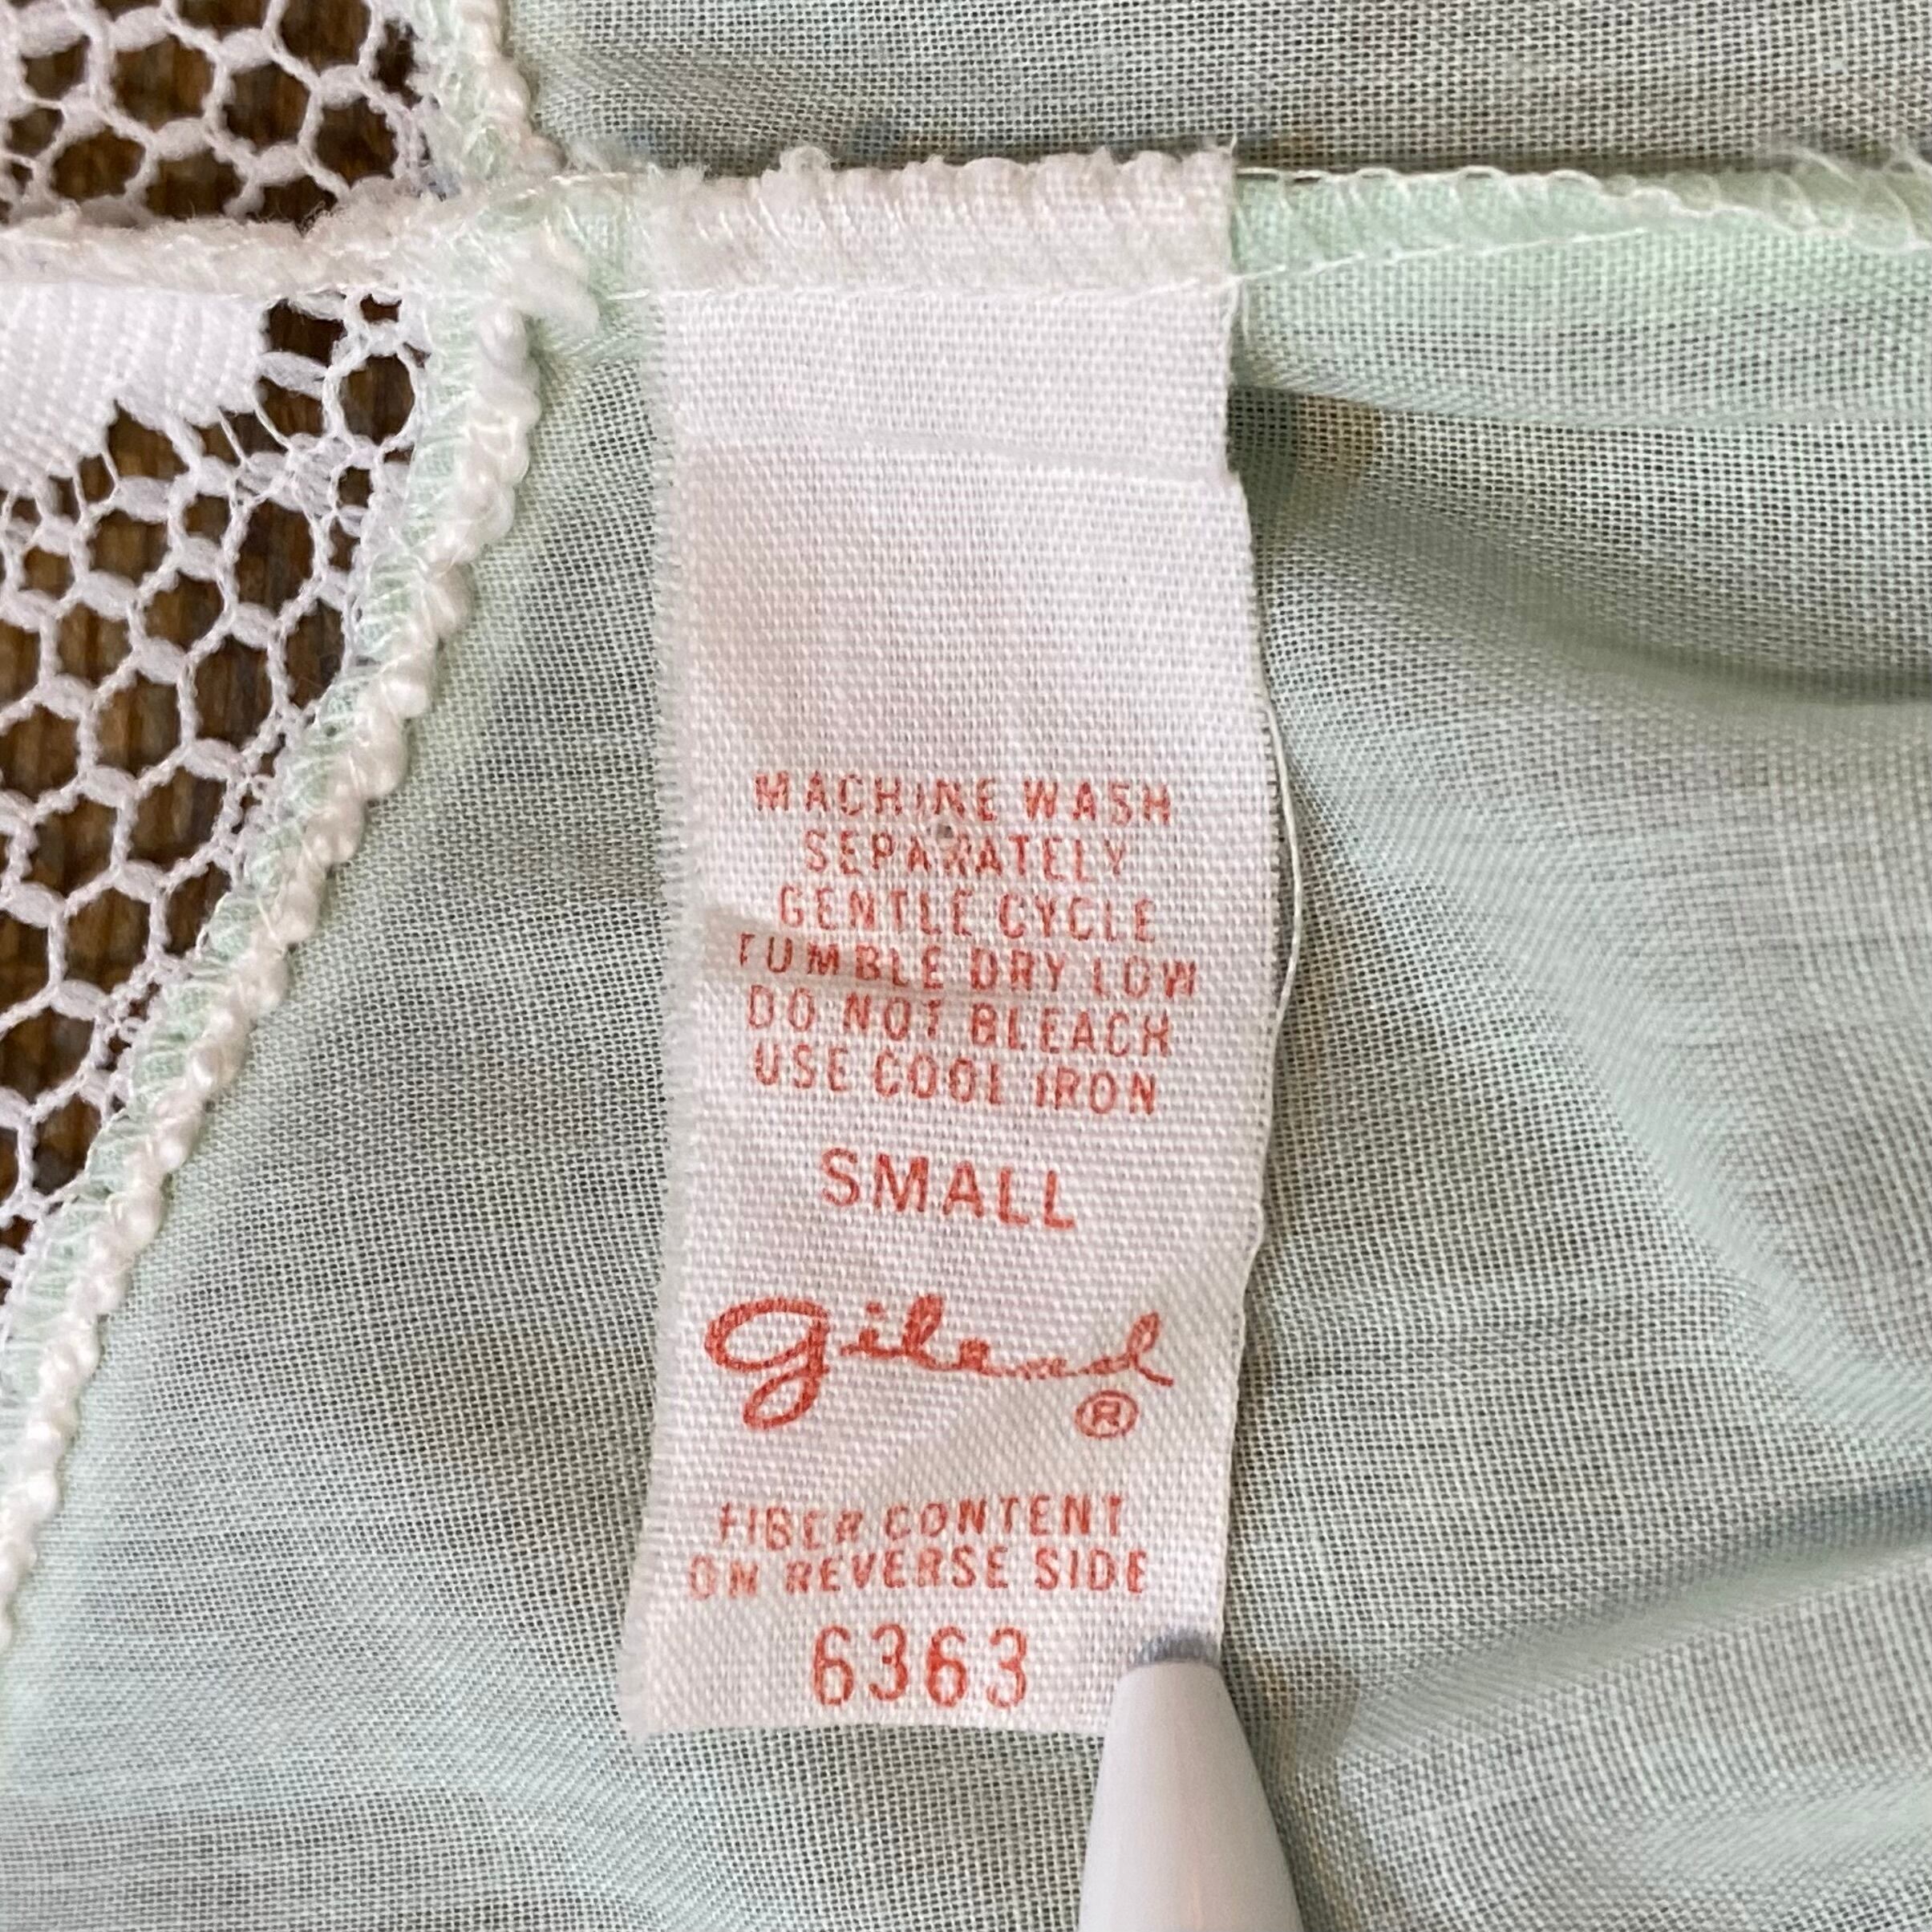 MACHINE WASH
SEPARATELY
GENTLE CYCLE
TUMBLE DRY LOW
DO NOT BLEACH
USE COOL IRON
SMALL
gilead
®
FIBER CONTENT
ON REVERSE SIDE
6363